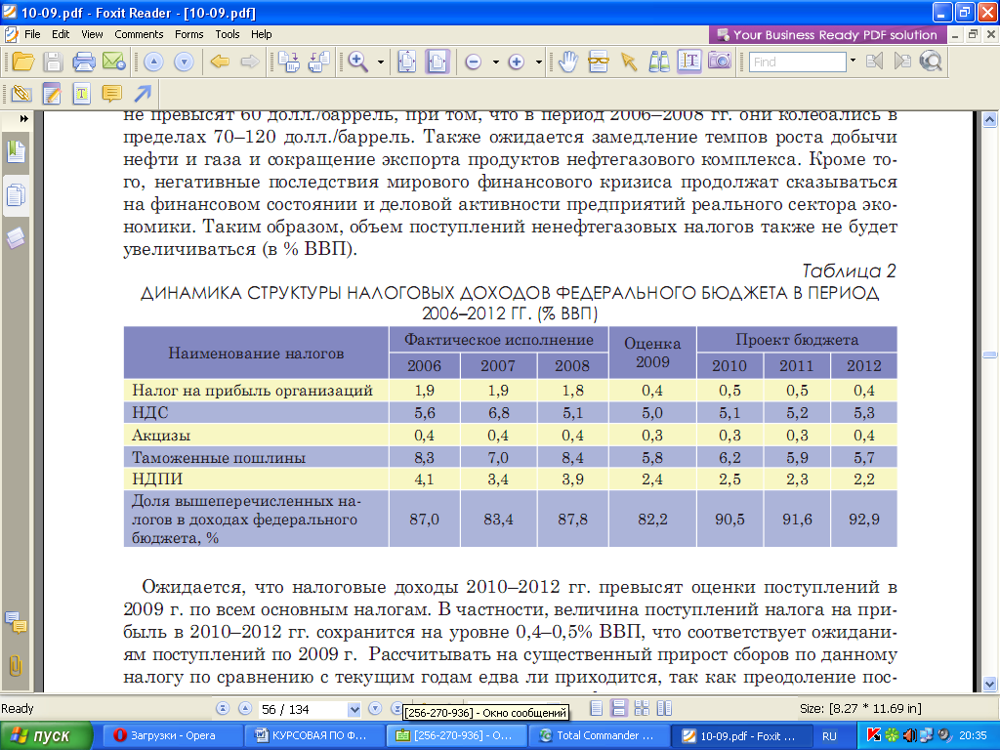 10-09.pdf - Foxit Reader - [10-09.pdf]
File Edit View Comments Forms Tools Help
Your Business Ready PDF solution
Find
не превысят 60 долл./баррель, при том, что в период 2006–2008 гг. они колебались в
пределах 70–120 долл./баррель. Также ожидается замедление темпов роста добычи
нефти и газа и сокращение экспорта продуктов нефтегазового комплекса. Кроме то-
го, негативные последствия мирового финансового кризиса продолжат сказываться
на финансовом состоянии и деловой активности предприятий реального сектора эко-
номики. Таким образом, объем поступлений ненефтегазовых налогов также не будет
увеличиваться (в % ВВП).
Таблица 2
ДИНАМИКА СТРУКТУРЫ НАЛОГОВЫХ ДОХОДОВ ФЕДЕРАЛЬНОГО БЮДЖЕТА В ПЕРИОД
2006–2012 ГГ. (% ВВП)
Наименование налогов Фактическое исполнение Оценка 2009 Проект бюджета
2006 2007 2008 2010 2011 2012
Налог на прибыль организаций 1,9 1,9 1,8 0,4 0,5 0,5 0,4
НДС 5,6 6,8 5,1 5,0 5,1 5,2 5,3
Акцизы 0,4 0,4 0,4 0,3 0,3 0,3 0,4
Таможенные пошлины 8,3 7,0 8,4 5,8 6,2 5,9 5,7
НДПИ 4,1 3,4 3,9 2,4 2,5 2,3 2,2
Доля вышеперечисленных на-
логов в доходах федерального 87,0 83,4 87,8 82,2 90,5 91,6 92,9
бюджета, %
Ожидается, что налоговые доходы 2010–2012 гг. превысят оценки поступлений в
2009 г. по всем основным налогам. В частности, величина поступлений налога на при-
быль в 2010–2012 гг. сохранится на уровне 0,4–0,5% ВВП, что соответствует ожидани-
ям поступлений по 2009 г. Рассчитывать на существенный прирост сборов по данному
налогу по сравнению с текущим годам едва ли приходится, так как преодоление пос-
Ready 56 / 134 Size: [8.27 * 11.69 in]
[256-270-936] - Окно сообщений
пуск Загрузки - Opera КУРСОВАЯ ПО Ф... [256-270-936] - О... Total Commander ... 10-09.pdf - Foxit ... RU 20:35